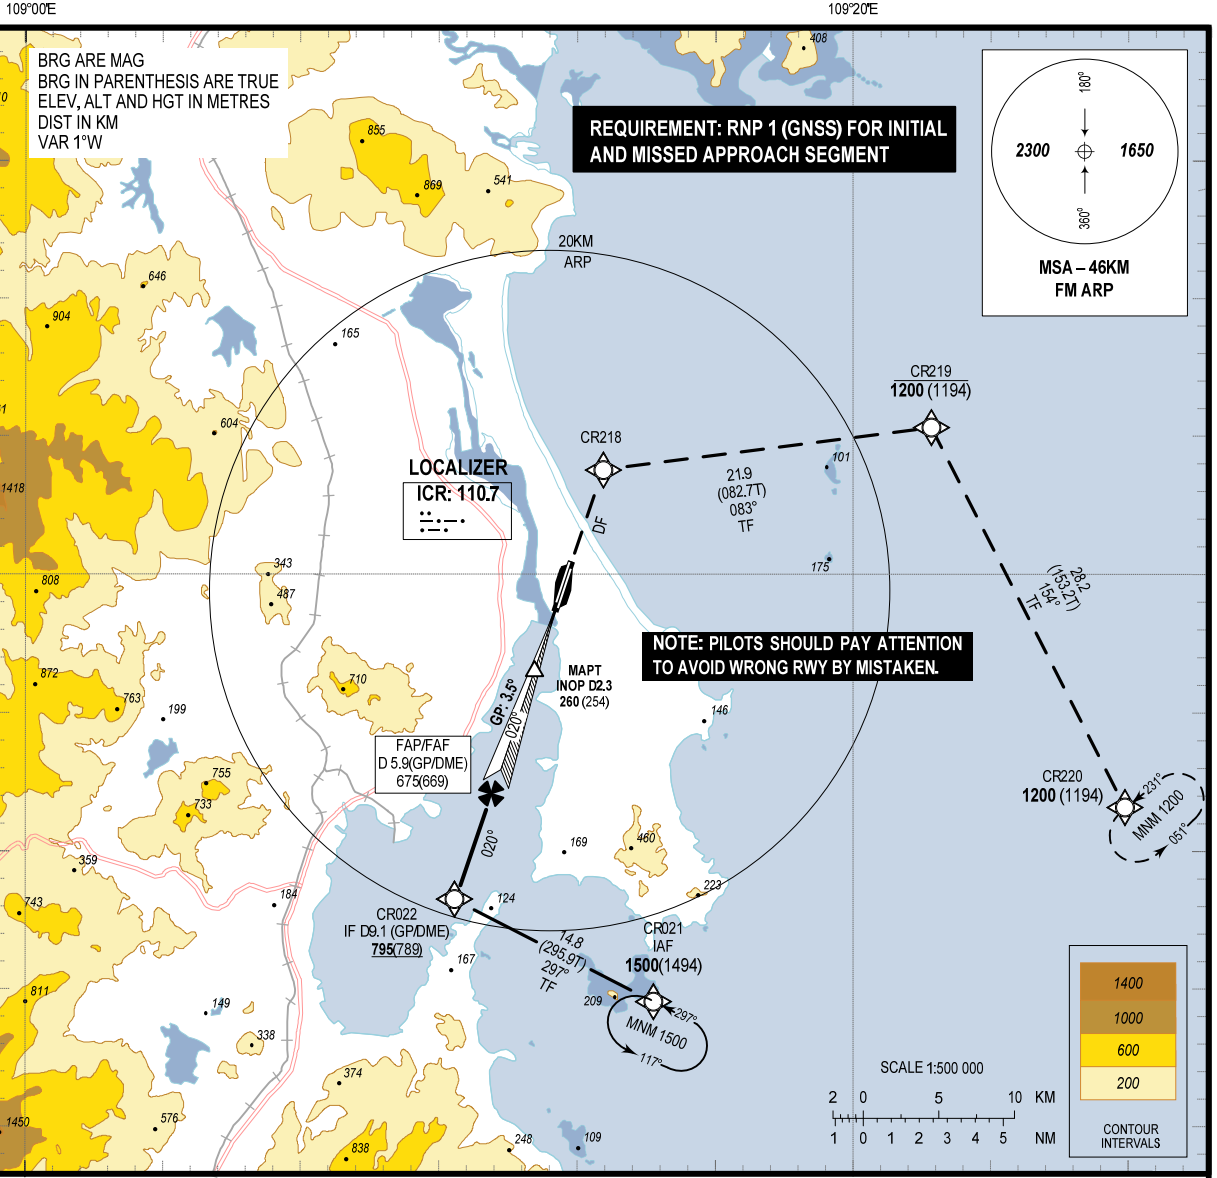 109°00'E
109°20'E
BRG ARE MAG
BRG IN PARENTHESIS ARE TRUE
ELEV, ALT AND HGT IN METRES
DIST IN KM
VAR 1°W
408
REQUIREMENT: RNP 1 (GNSS) FOR INITIAL
AND MISSED APPROACH SEGMENT
180°
2300
1650
360°
MSA – 46KM
FM ARP
855
869
541
20KM
ARP
646
904
165
CR219
1200 (1194)
604
CR218
101
LOCALIZER
ICR: 110.7
1418
21.9
(082.7T)
083°
TF
DF
343
487
808
175
28.2
(153.2T)
154°
TF
NOTE: PILOTS SHOULD PAY ATTENTION
TO AVOID WRONG RWY BY MISTAKEN.
MAPT
INOP D2.3
260 (254)
872
763
199
710
GP: 3.5°
020°
146
FAP/FAF
D 5.9(GP/DME)
675(669)
755
733
CR220
1200 (1194)
231°
MNM 1200
051°
020°
169
460
359
743
184
124
223
CR022
IF D9.1 (GP/DME)
795(789)
14.8
(295.9T)
297°
TF
CR021
IAF
1500(1494)
167
209
297°
MNM 1500
117°
811
149
338
374
576
1450
838
248
109
SCALE 1:500 000
2 0 5 10 KM
1 0 1 2 3 4 5 NM
1400
1000
600
200
CONTOUR
INTERVALS